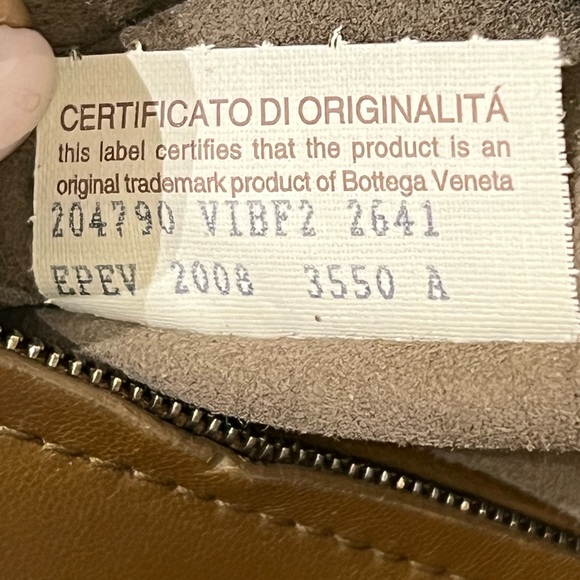 CERTIFICATO DI ORIGINALITÁ
this label certifies that the product is an
original trademark product of Bottega Veneta
204790 VIBF2 2641
EPEV 2008 3550 A